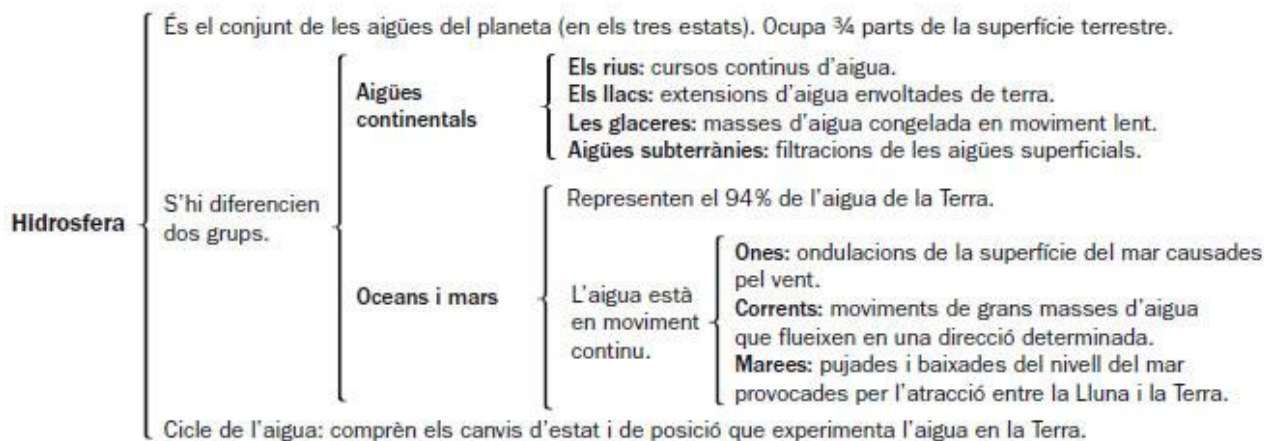 És el conjunt de les aigües del planeta (en els tres estats). Ocupa ¾ parts de la superfície terrestre.
Hidrosfera
S'hi diferencien
dos grups.
Aigües
continentals
Els rius: cursos continus d'aigua.
Els llacs: extensions d'aigua envoltades de terra.
Les glaceres: masses d'aigua congelada en moviment lent.
Aigües subterrànies: filtracions de les aigües superficials.
Oceans i mars
Representen el 94% de l'aigua de la Terra.
L'aigua està
en moviment
continu.
Ones: ondulacions de la superfície del mar causades
pel vent.
Corrents: moviments de grans masses d'aigua
que flueixen en una direcció determinada.
Marees: pujades i baixades del nivell del mar
provocades per l'atracció entre la Lluna i la Terra.
Cicle de l'aigua: comprèn els canvis d'estat i de posició que experimenta l'aigua en la Terra.